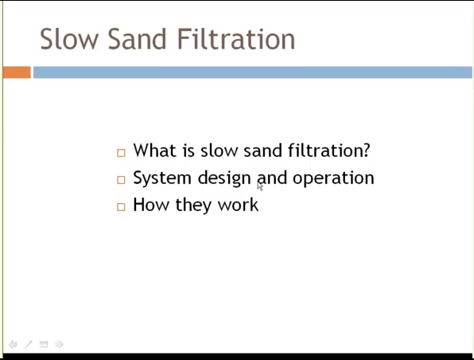 Slow Sand Filtration
What is slow sand filtration?
System design and operation
How they work